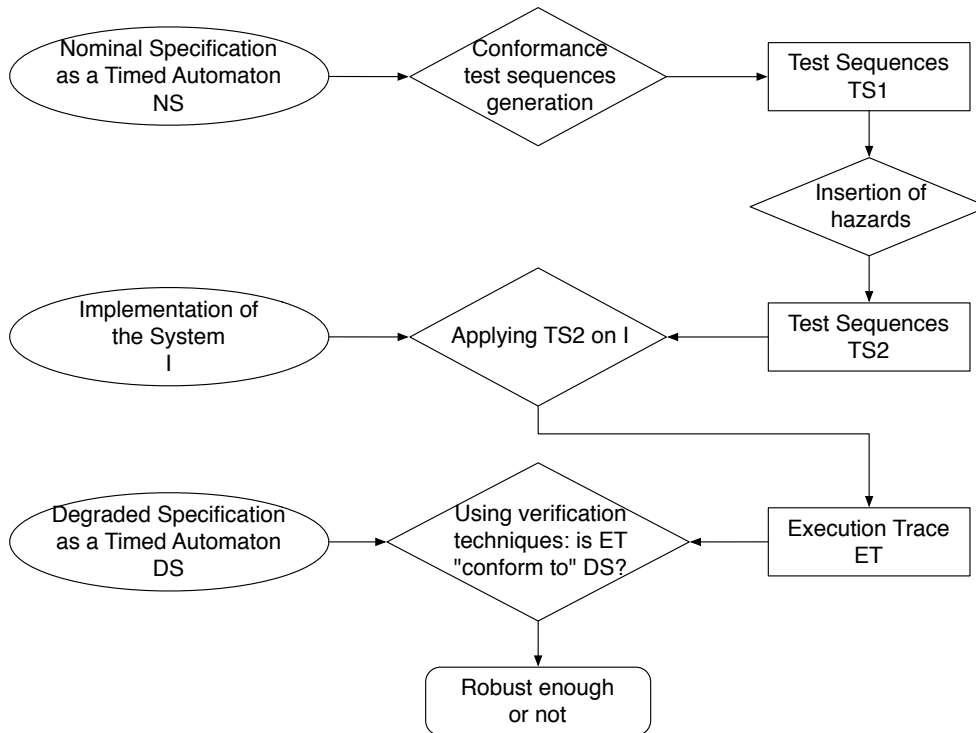 Nominal Specification
as a Timed Automaton
NS
Conformance
test sequences
generation
Test Sequences
TS1
Insertion of
hazards
Implementation of
the System
I
Applying TS2 on I
Test Sequences
TS2
Degraded Specification
as a Timed Automaton
DS
Using verification
techniques: is ET
"conform to" DS?
Execution Trace
ET
Robust enough
or not